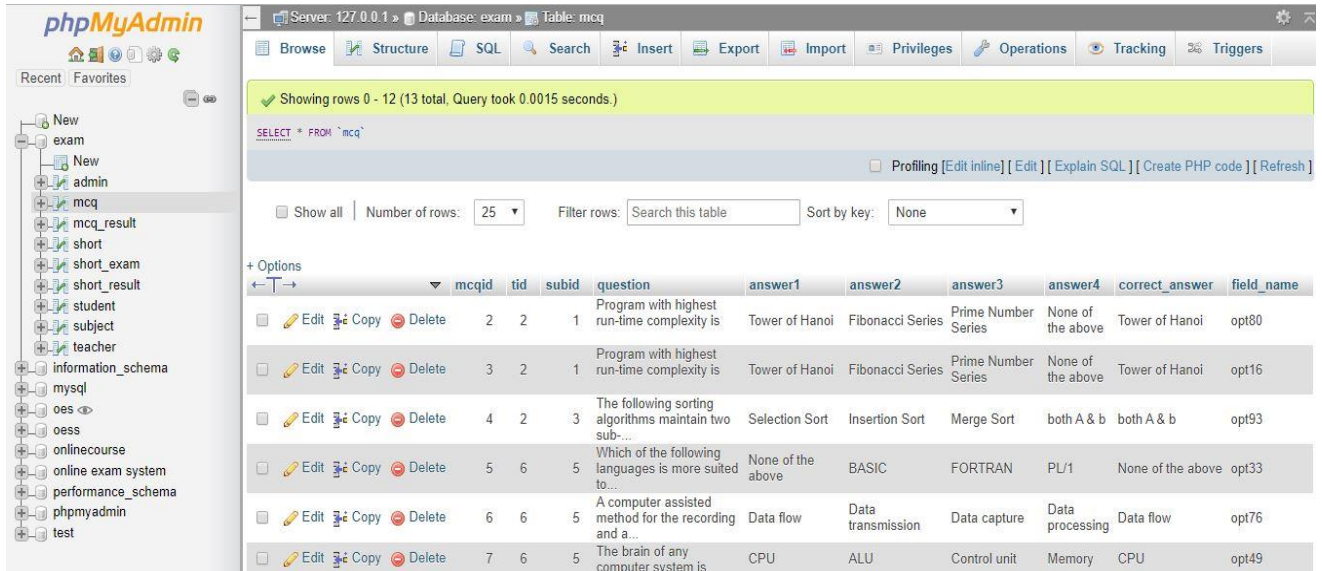 phpMyAdmin
Recent Favorites
New
exam
New
admin
mcq
mcq_result
short
short_exam
short_result
student
subject
teacher
information_schema
mysql
oes
oess
onlinecourse
online exam system
performance_schema
phpmyadmin
test
Server: 127.0.0.1 » Database: exam » Table: mcq
Browse Structure SQL Search Insert Export Import Privileges Operations Tracking Triggers
Showing rows 0 - 12 (13 total, Query took 0.0015 seconds.)
SELECT * FROM `mcq`
Profiling [Edit inline] [ Edit ] [ Explain SQL ] [ Create PHP code ] [ Refresh ]
Show all | Number of rows: 25 Filter rows: Search this table Sort by key: None
+ Options
←T→ mcqid tid subid question answer1 answer2 answer3 answer4 correct_answer field_name
Edit Copy Delete 2 2 1 Program with highest run-time complexity is Tower of Hanoi Fibonacci Series Prime Number Series None of the above Tower of Hanoi opt80
Edit Copy Delete 3 2 1 Program with highest run-time complexity is Tower of Hanoi Fibonacci Series Prime Number Series None of the above Tower of Hanoi opt16
Edit Copy Delete 4 2 3 The following sorting algorithms maintain two sub-... Selection Sort Insertion Sort Merge Sort both A & b both A & b opt93
Edit Copy Delete 5 6 5 Which of the following languages is more suited to... None of the above BASIC FORTRAN PL/1 None of the above opt33
Edit Copy Delete 6 6 5 A computer assisted method for the recording and a... Data flow Data transmission Data capture Data processing Data flow opt76
Edit Copy Delete 7 6 5 The brain of any computer system is CPU ALU Control unit Memory CPU opt49